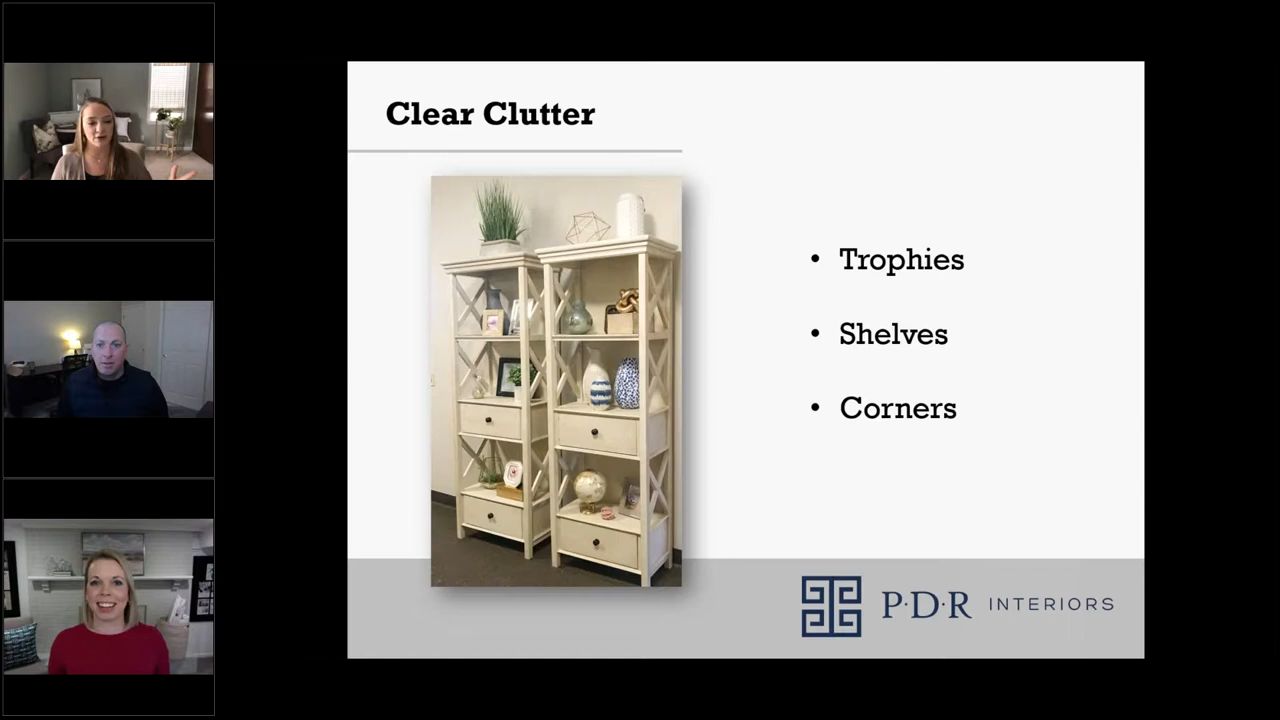 Clear Clutter
• Trophies
• Shelves
• Corners
P·D·R INTERIORS